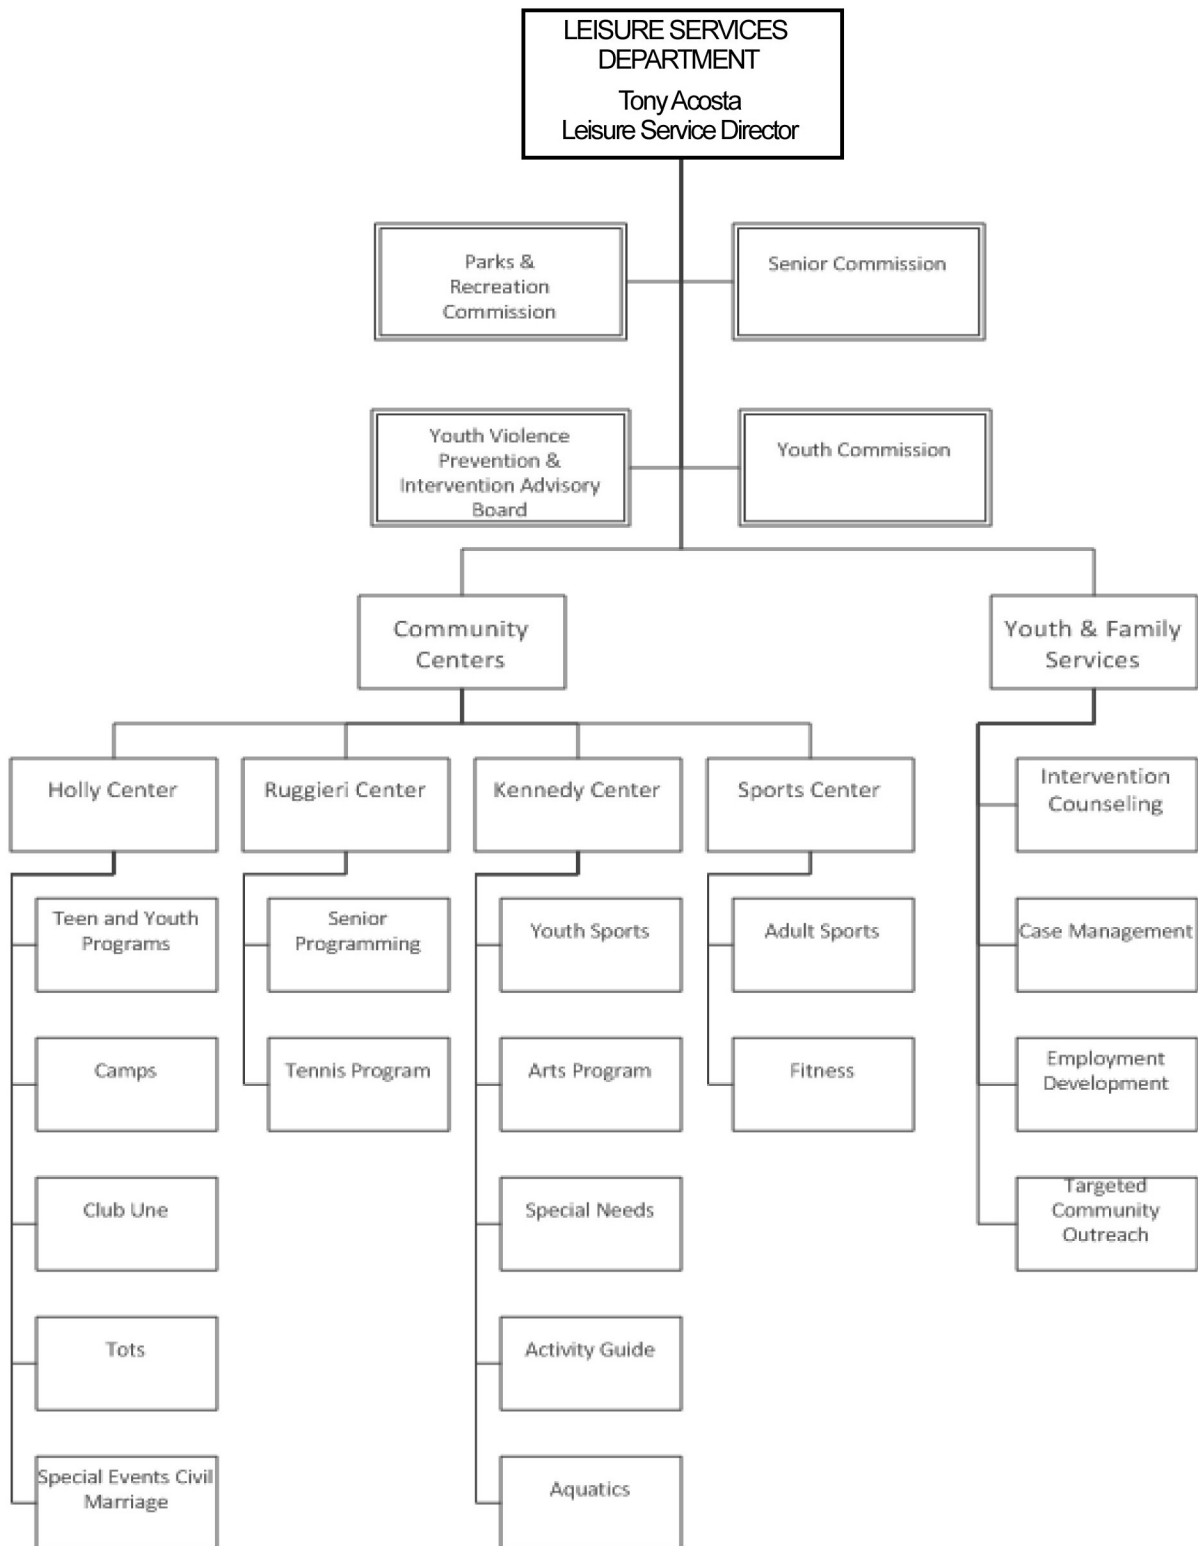 LEISURE SERVICES
DEPARTMENT
Tony Acosta
Leisure Service Director
Parks &
Recreation
Commission
Senior Commission
Youth Violence
Prevention &
Intervention Advisory
Board
Youth Commission
Community
Centers
Youth & Family
Services
Holly Center
Ruggieri Center
Kennedy Center
Sports Center
Intervention
Counseling
Teen and Youth
Programs
Senior
Programming
Youth Sports
Adult Sports
Case Management
Camps
Tennis Program
Arts Program
Fitness
Employment
Development
Club Une
Special Needs
Targeted
Community
Outreach
Tots
Activity Guide
Special Events Civil
Marriage
Aquatics